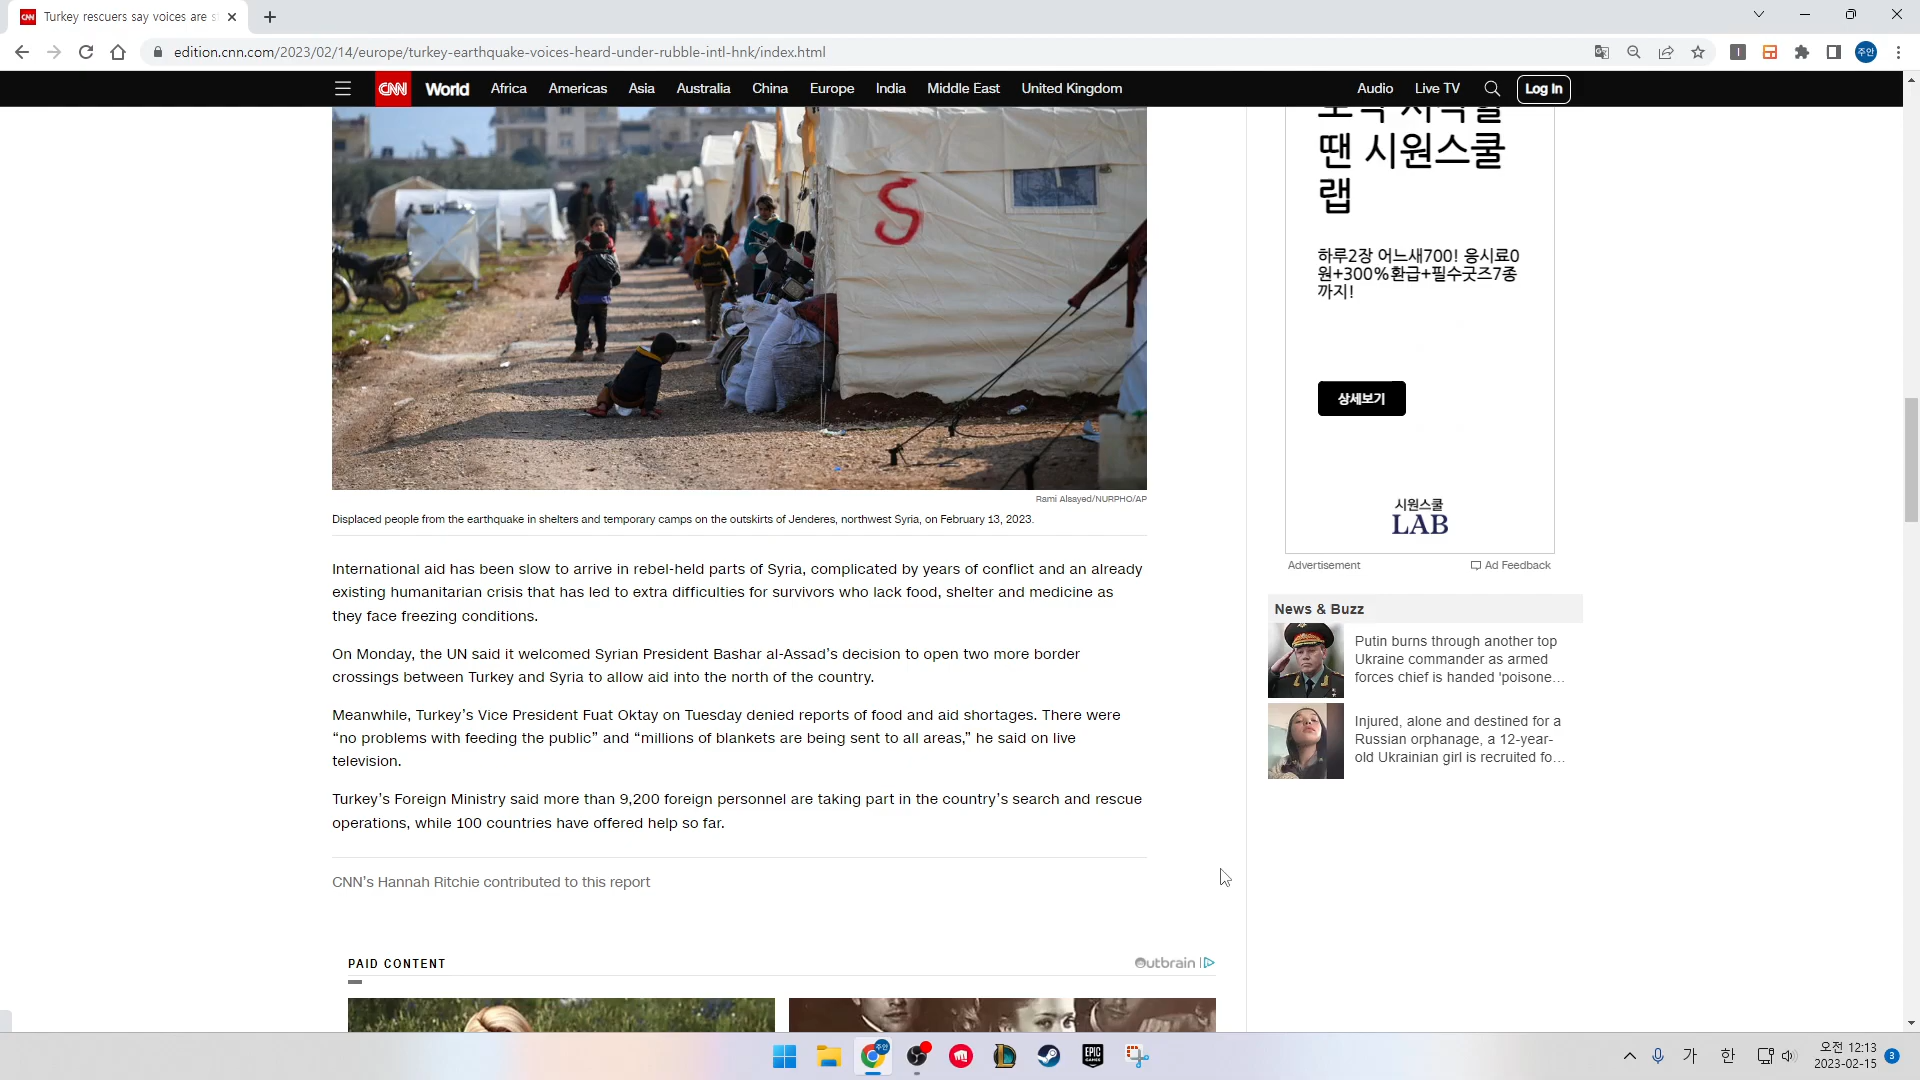 CNN Turkey rescuers say voices are
edition.cnn.com/2023/02/14/europe/turkey-earthquake-voices-heard-under-rubble-intl-hnk/index.html
주안
CNN World Africa Americas Asia Australia China Europe India Middle East United Kingdom Audio Live TV Log In
S
땐 시원스쿨
랩
하루2장 어느새700! 응시료0
원+300%환급+필수굿즈7종
까지!
상세보기
시원스쿨
LAB
Advertisement Ad Feedback
Rami Alsayed/NURPHO/AP
Displaced people from the earthquake in shelters and temporary camps on the outskirts of Jenderes, northwest Syria, on February 13, 2023.
International aid has been slow to arrive in rebel-held parts of Syria, complicated by years of conflict and an already
existing humanitarian crisis that has led to extra difficulties for survivors who lack food, shelter and medicine as
they face freezing conditions.
On Monday, the UN said it welcomed Syrian President Bashar al-Assad’s decision to open two more border
crossings between Turkey and Syria to allow aid into the north of the country.
Meanwhile, Turkey’s Vice President Fuat Oktay on Tuesday denied reports of food and aid shortages. There were
“no problems with feeding the public” and “millions of blankets are being sent to all areas,” he said on live
television.
Turkey’s Foreign Ministry said more than 9,200 foreign personnel are taking part in the country’s search and rescue
operations, while 100 countries have offered help so far.
CNN’s Hannah Ritchie contributed to this report
News & Buzz
Putin burns through another top
Ukraine commander as armed
forces chief is handed 'poisone...
Injured, alone and destined for a
Russian orphanage, a 12-year-
old Ukrainian girl is recruited fo...
PAID CONTENT
Outbrain
주안
EPIC
GAMES
가 한
오전 12:13
2023-02-15
3